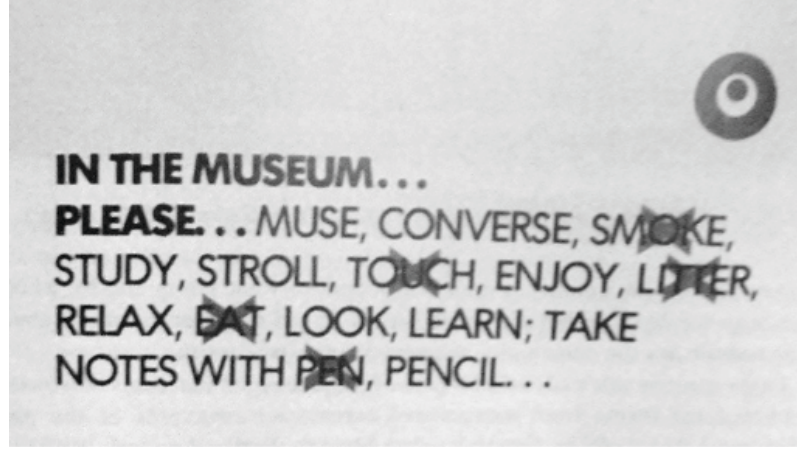 IN THE MUSEUM...
PLEASE... MUSE, CONVERSE, SMOKE,
STUDY, STROLL, TOUCH, ENJOY, LITTER,
RELAX, EAT, LOOK, LEARN; TAKE
NOTES WITH PEN, PENCIL...